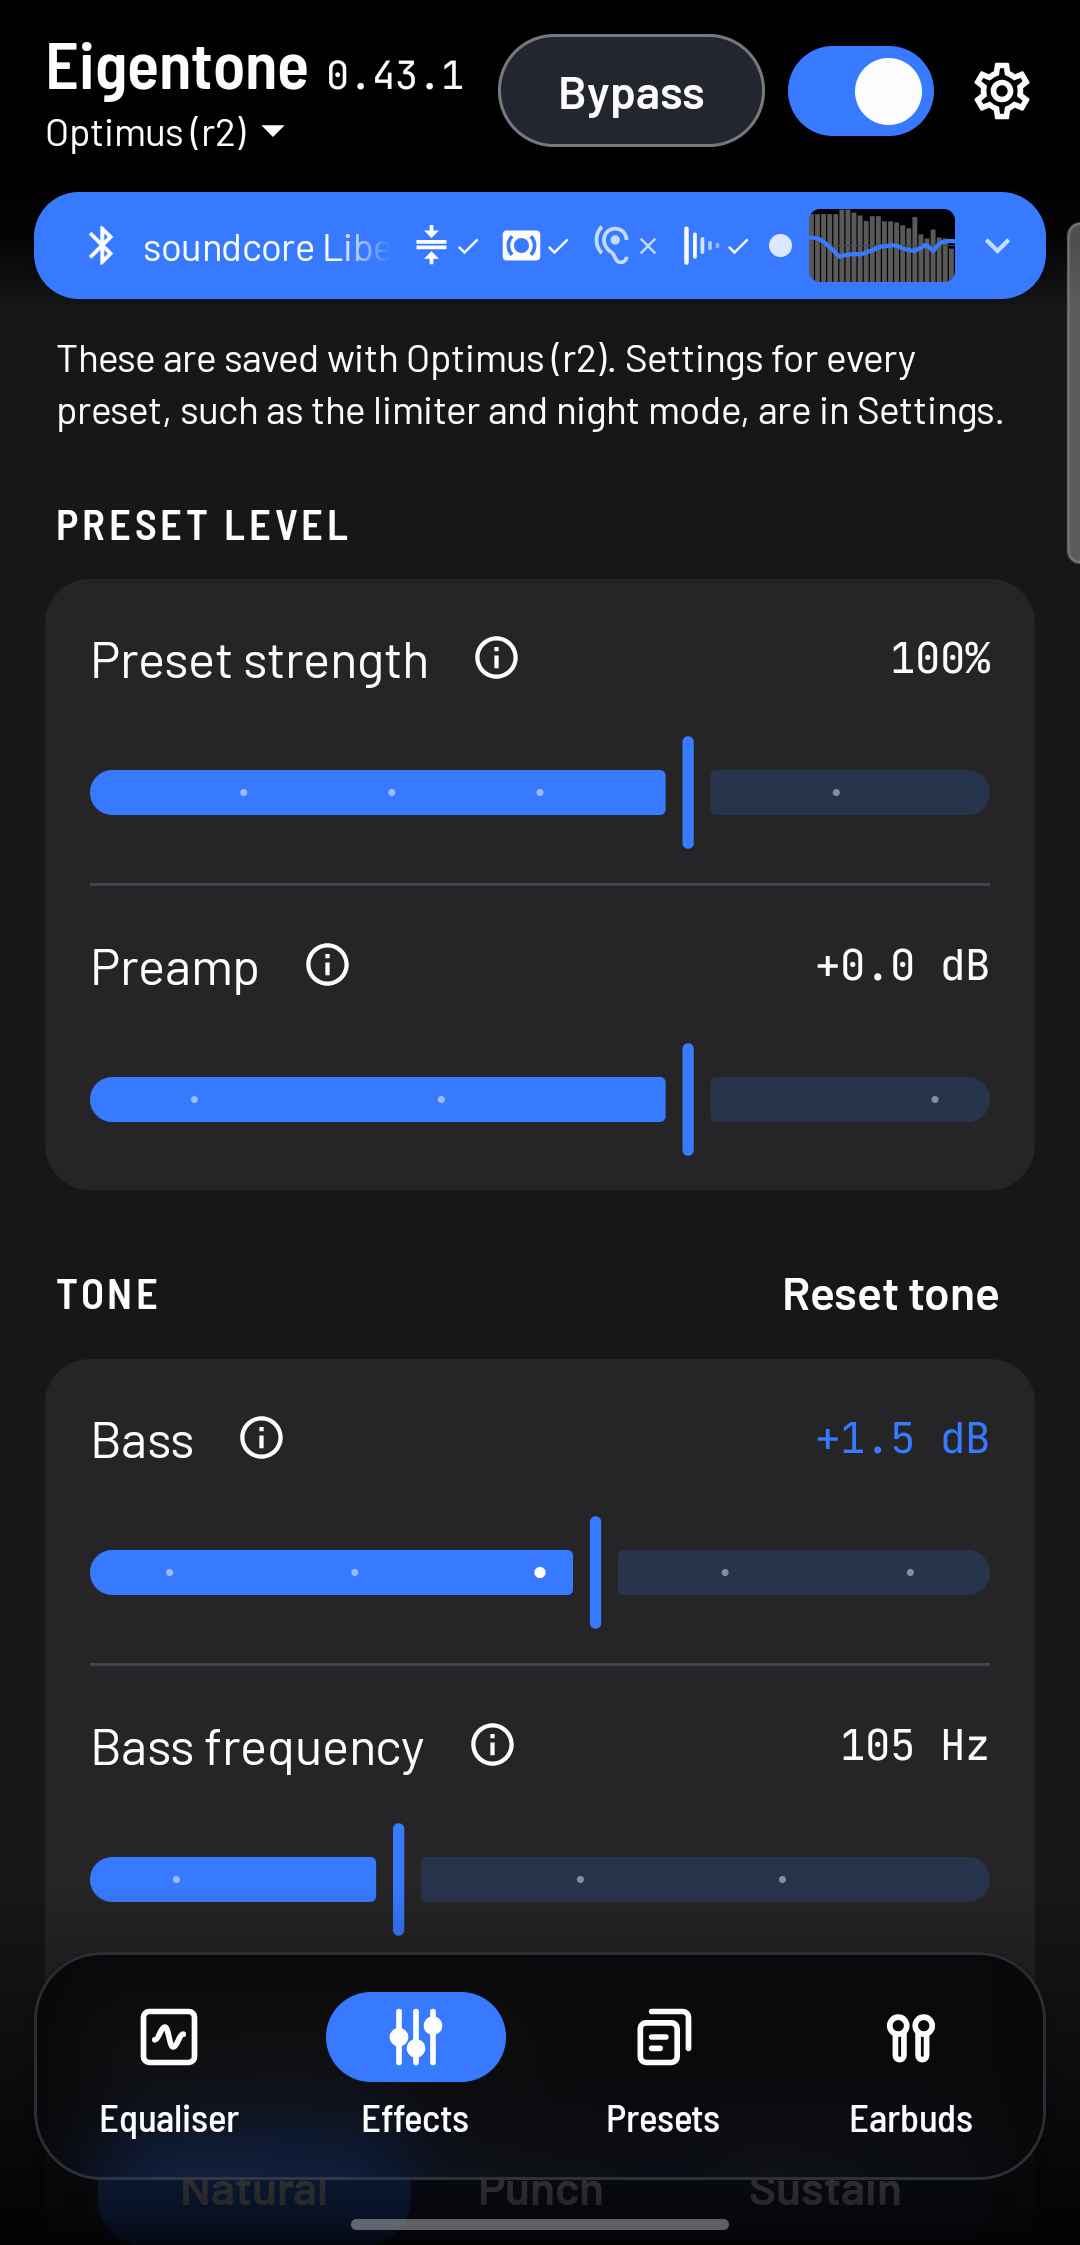 Eigentone 0.43.1
Optimus (r2)
Bypass
soundcore Libe
These are saved with Optimus (r2). Settings for every
preset, such as the limiter and night mode, are in Settings.
PRESET LEVEL
Preset strength
100%
Preamp
+0.0 dB
TONE
Reset tone
Bass
+1.5 dB
Bass frequency
105 Hz
Equaliser
Effects
Presets
Earbuds
Natural
Punch
Sustain